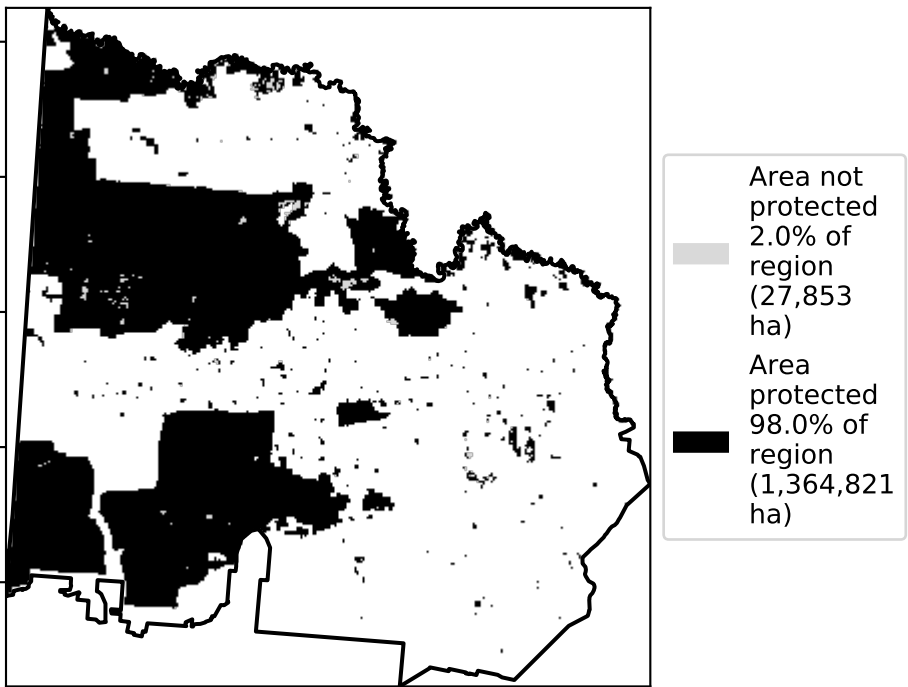 Area not
protected
2.0% of
region
(27,853
ha)
Area
protected
98.0% of
region
(1,364,821
ha)